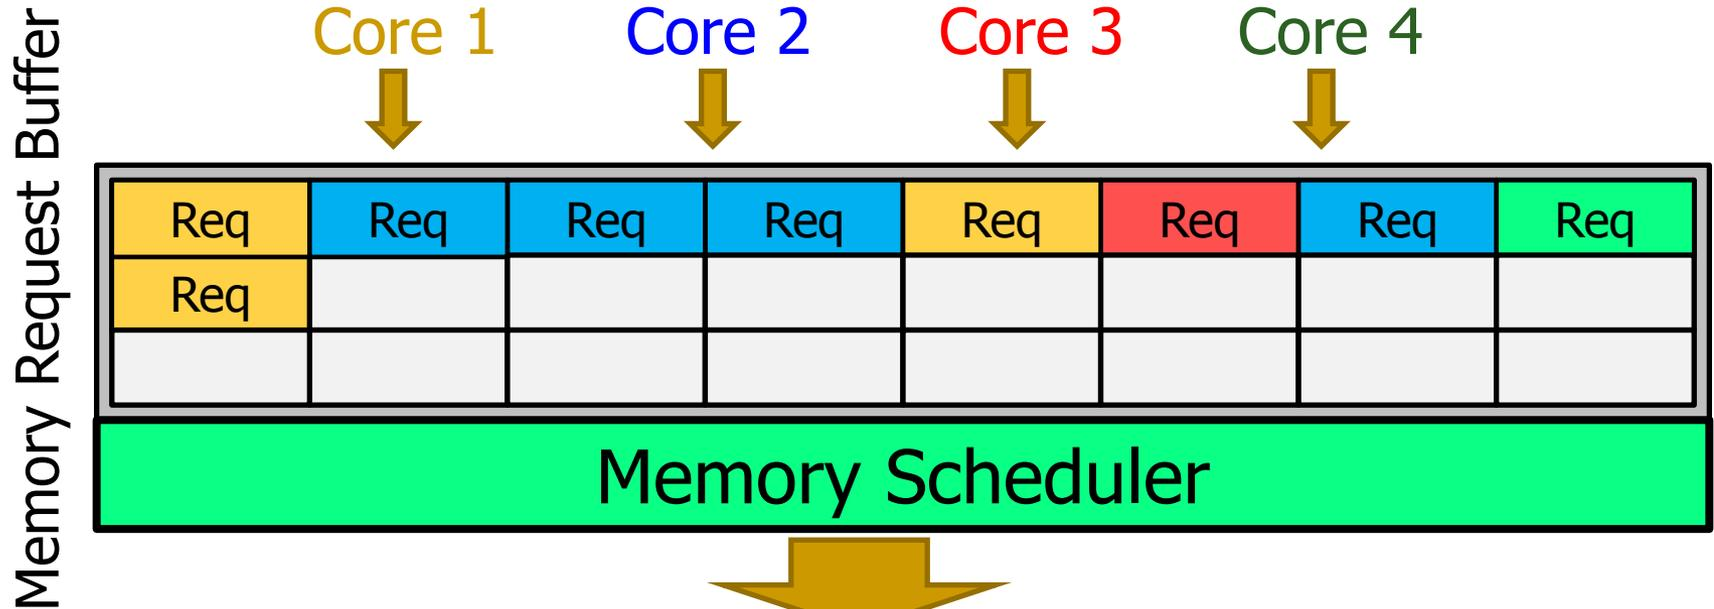 Memory Request Buffer
Core 1 Core 2 Core 3 Core 4
Req Req Req Req Req Req Req Req
Req
Memory Scheduler